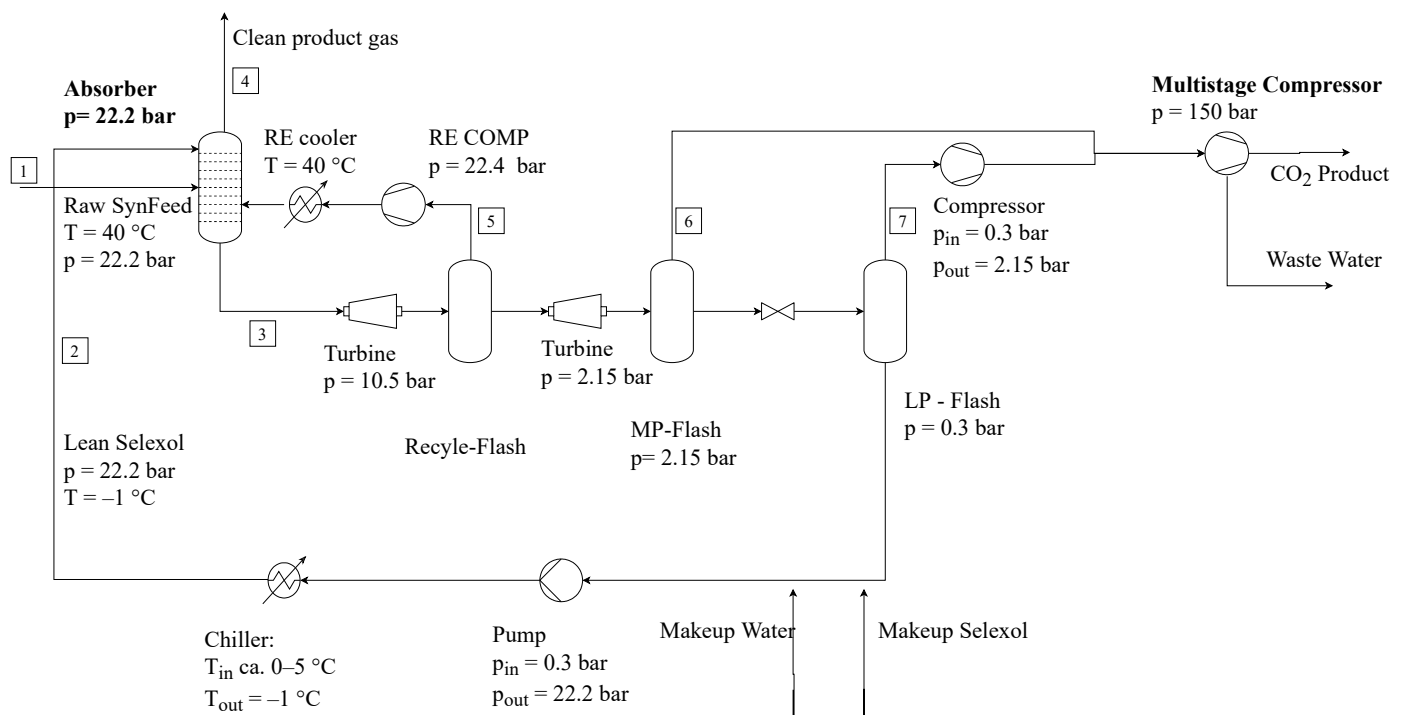 Clean product gas
4
Absorber
p= 22.2 bar
Multistage Compressor
p = 150 bar
RE cooler
T = 40 °C
RE COMP
p = 22.4 bar
1
CO2 Product
Raw SynFeed
T = 40 °C
p = 22.2 bar
5
6
7
Compressor
pin = 0.3 bar
pout = 2.15 bar
Waste Water
3
2
Turbine
p = 10.5 bar
Turbine
p = 2.15 bar
LP - Flash
p = 0.3 bar
Lean Selexol
p = 22.2 bar
T = –1 °C
Recyle-Flash
MP-Flash
p= 2.15 bar
Chiller:
Tin ca. 0–5 °C
Tout = –1 °C
Pump
pin = 0.3 bar
pout = 22.2 bar
Makeup Water
Makeup Selexol